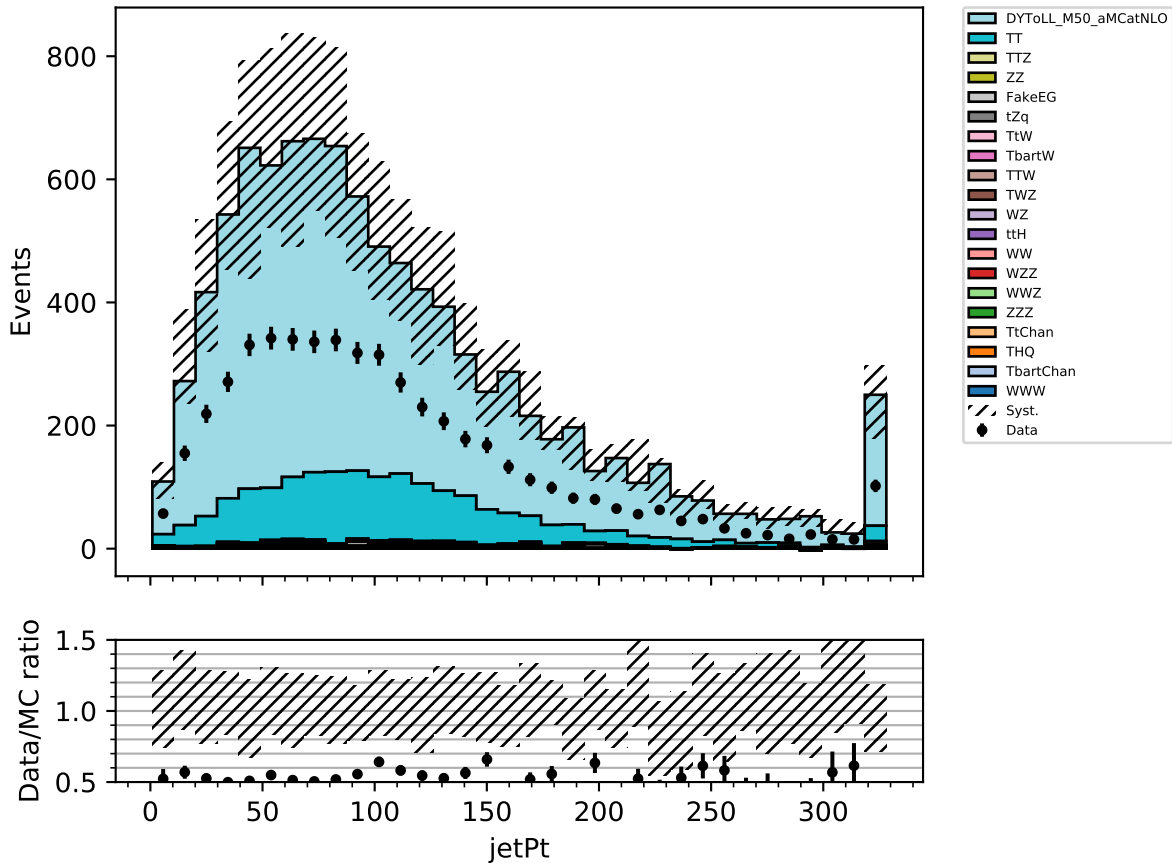 800
600
400
200
0
Events
DYToLL_M50_aMCatNLO
TT
TTZ
ZZ
FakeEG
tZq
TtW
TbartW
TTW
TWZ
WZ
ttH
WW
WZZ
WWZ
ZZZ
TtChan
THQ
TbartChan
WWW
Syst.
Data
1.5
1.0
0.5
Data/MC ratio
0 50 100 150 200 250 300
jetPt